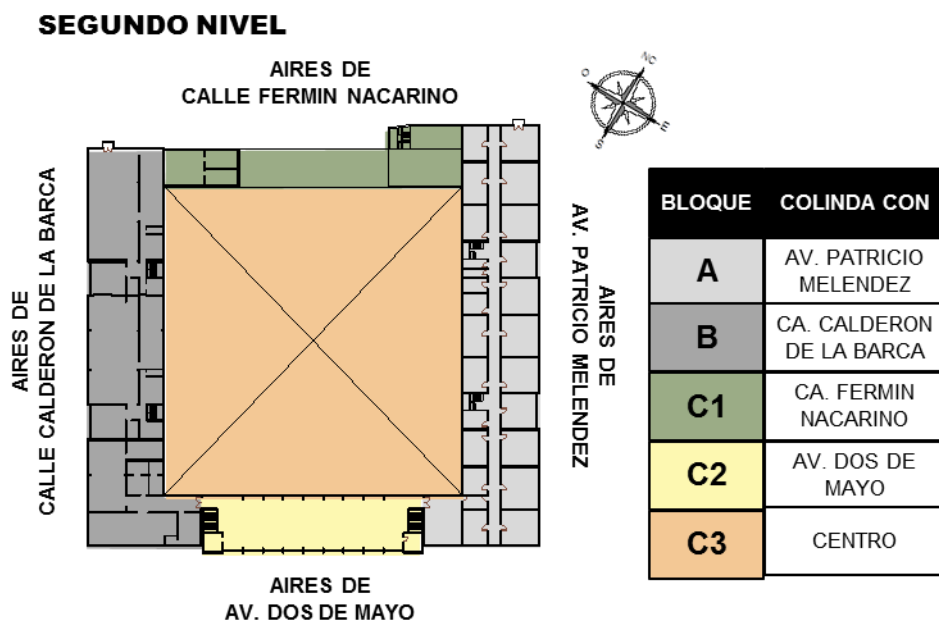 SEGUNDO NIVEL
AIRES DE
CALLE FERMIN NACARINO
NC
O
E
S
AIRES DE
CALLE CALDERON DE LA BARCA
AIRES DE
AV. PATRICIO MELENDEZ
AIRES DE
AV. DOS DE MAYO
BLOQUE COLINDA CON
A AV. PATRICIO
MELENDEZ
B CA. CALDERON
DE LA BARCA
C1 CA. FERMIN
NACARINO
C2 AV. DOS DE
MAYO
C3 CENTRO